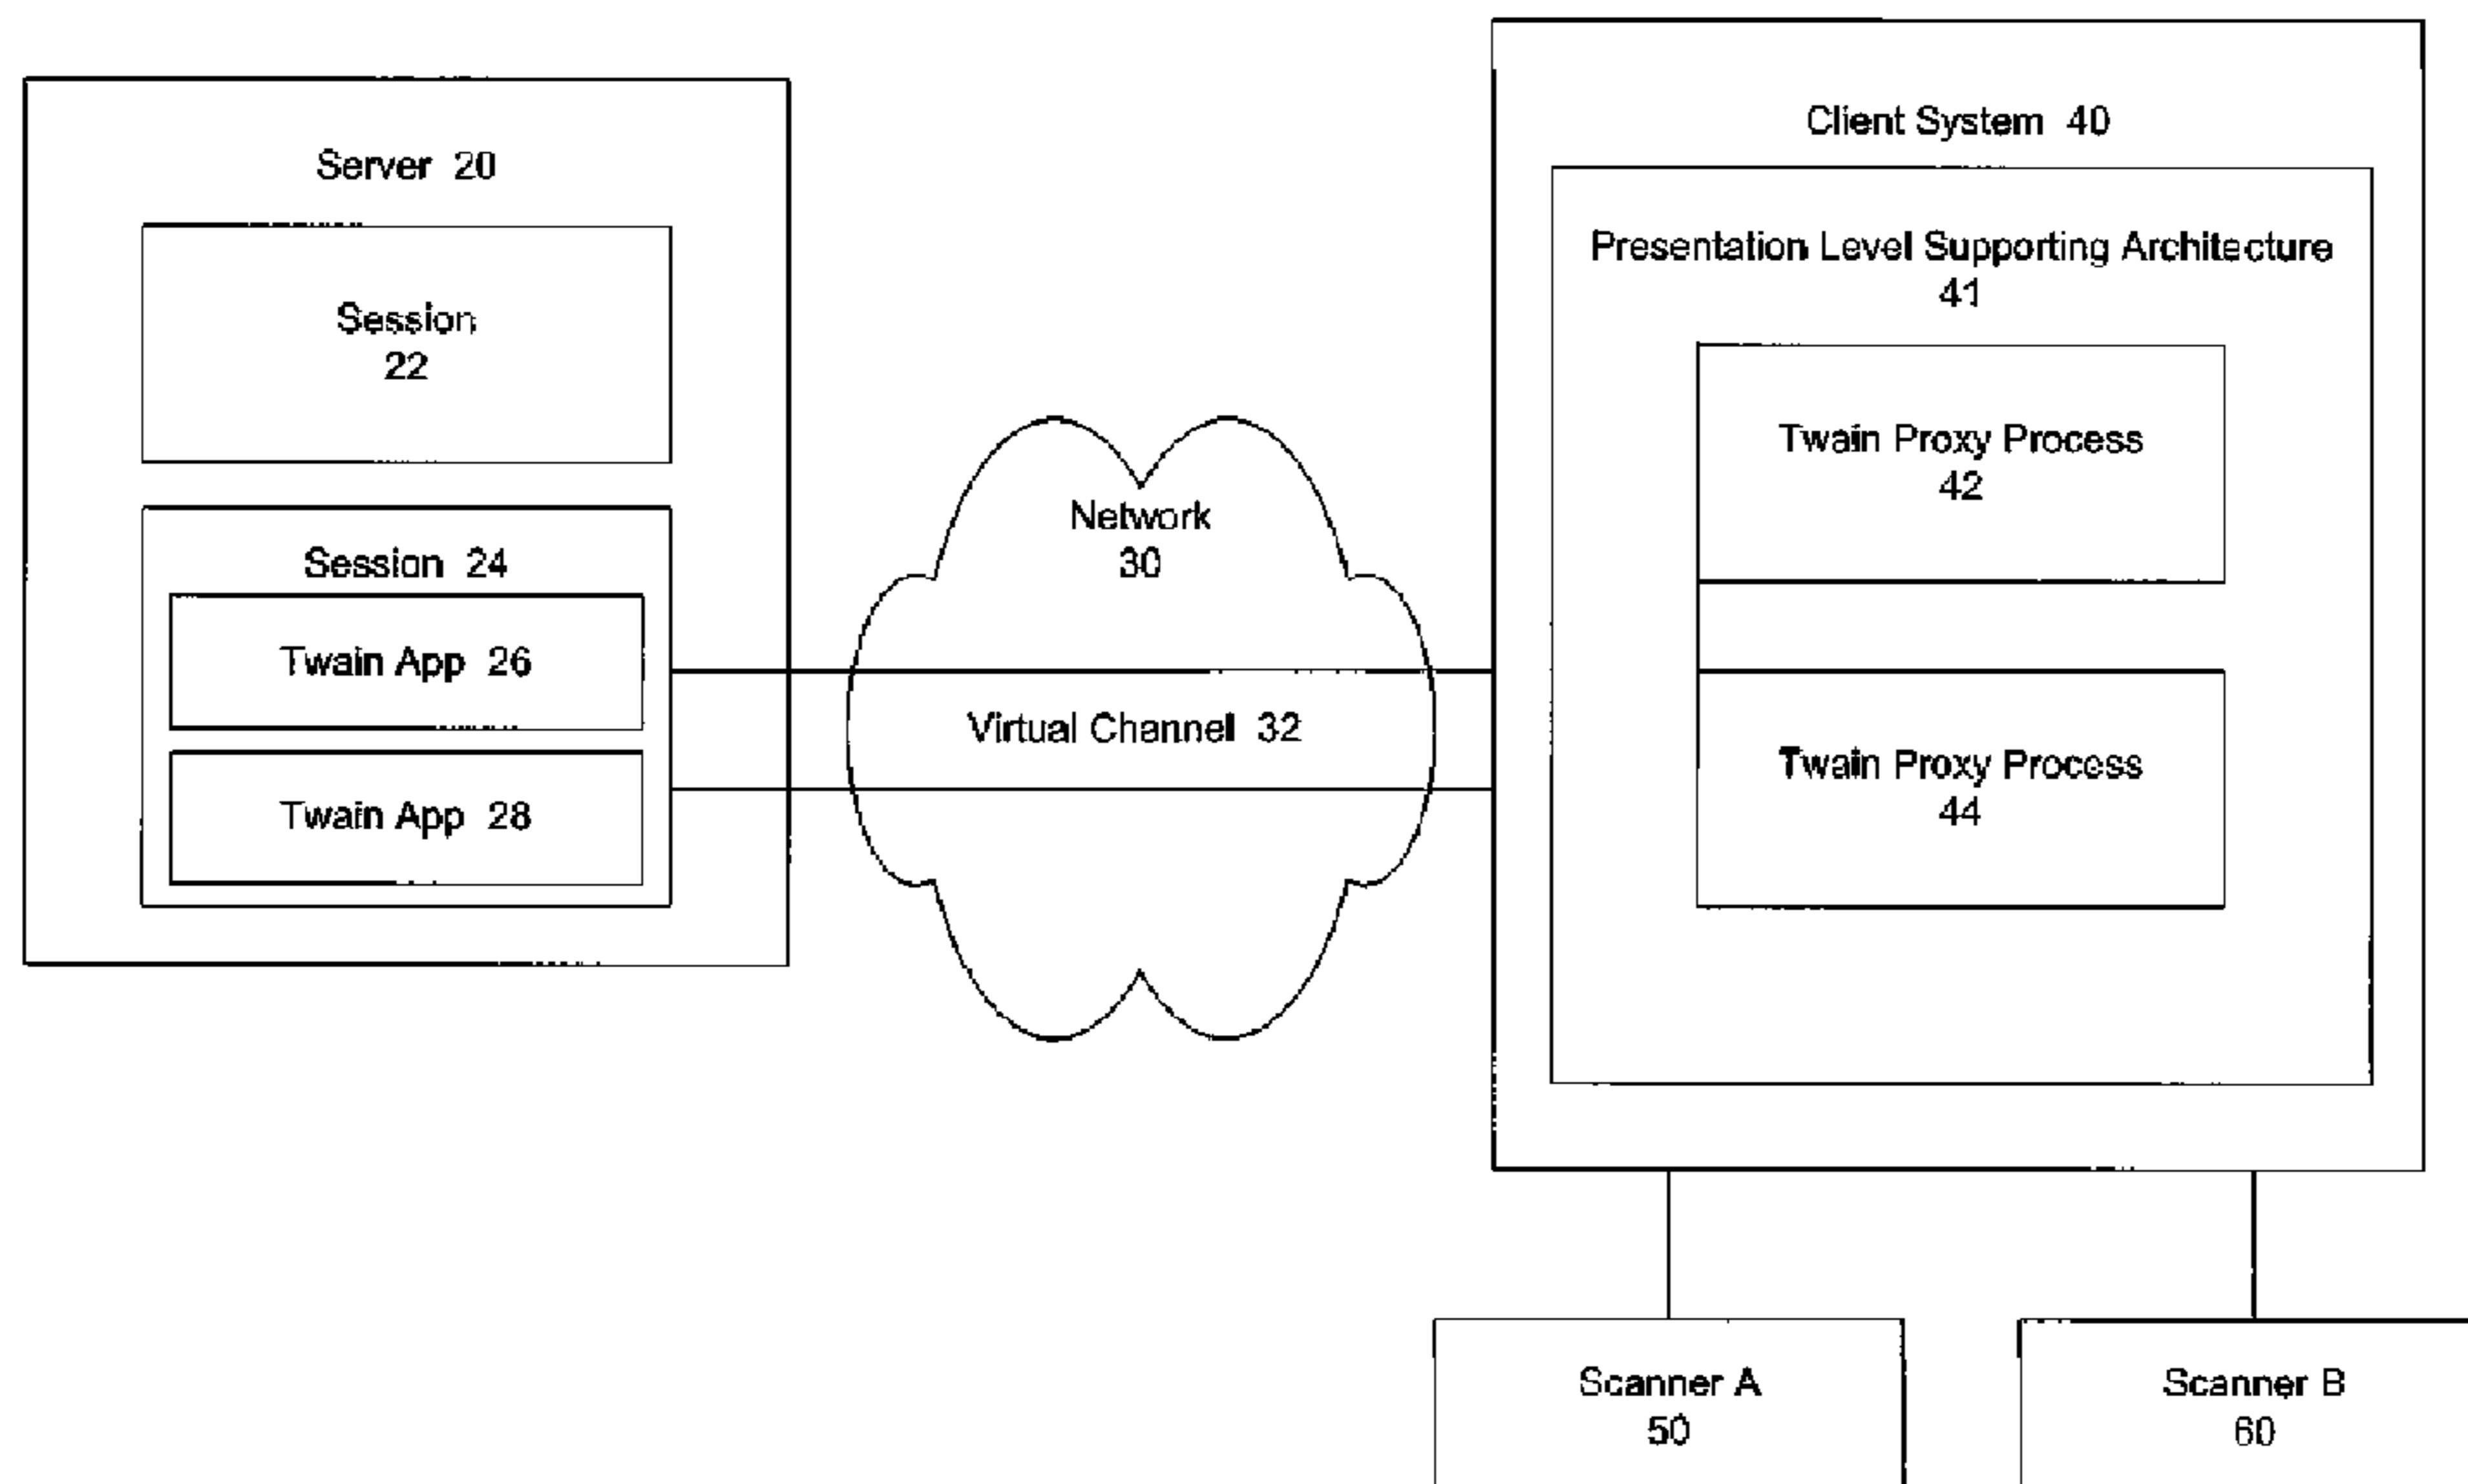 Server 20
Session
22
Session 24
Twain App 26
Twain App 28
Network
30
Virtual Channel 32
Client System 40
Presentation Level Supporting Architecture
41
Twain Proxy Process
42
Twain Proxy Process
44
Scanner A
50
Scanner B
60